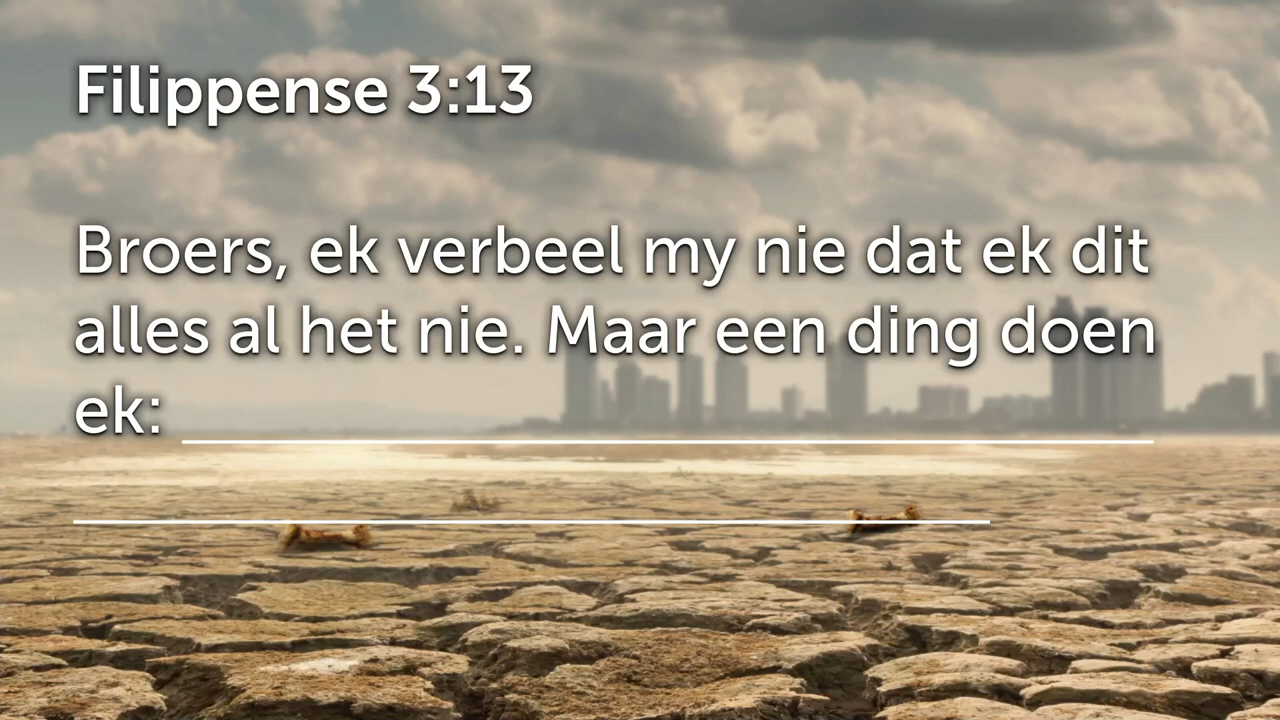 Filippense 3:13
Broers, ek verbeel my nie dat ek dit
alles al het nie. Maar een ding doen
ek: